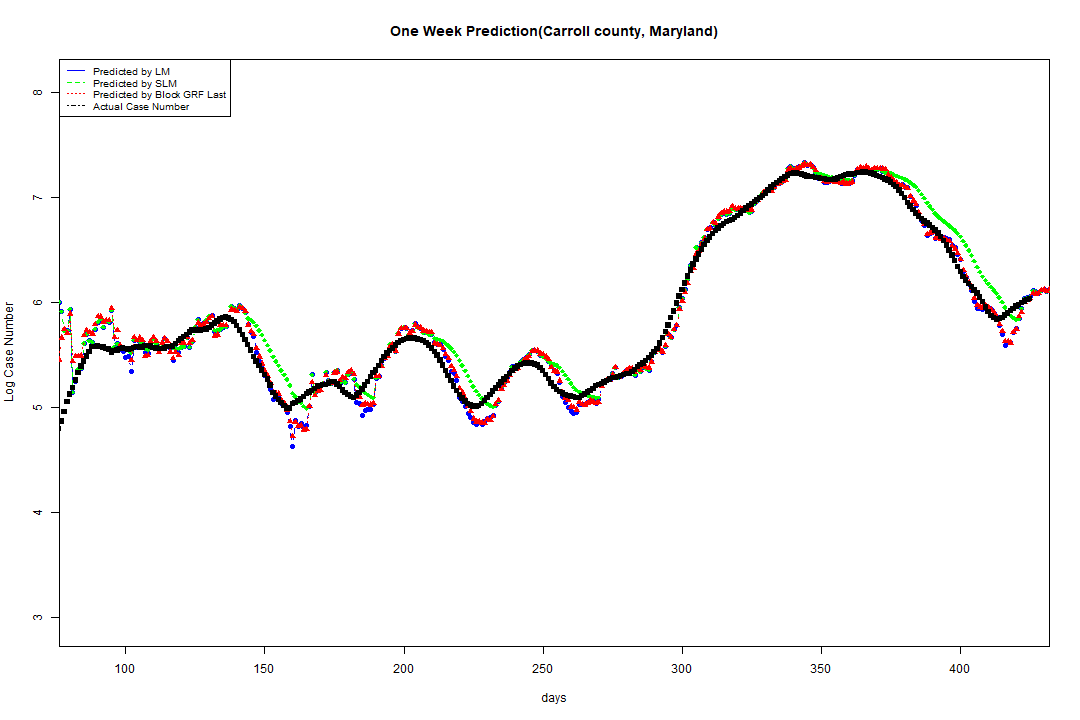 One Week Prediction(Carroll county, Maryland)
Predicted by LM
Predicted by SLM
Predicted by Block GRF Last
Actual Case Number
8
7
6
5
4
3
Log Case Number
100 150 200 250 300 350 400
days